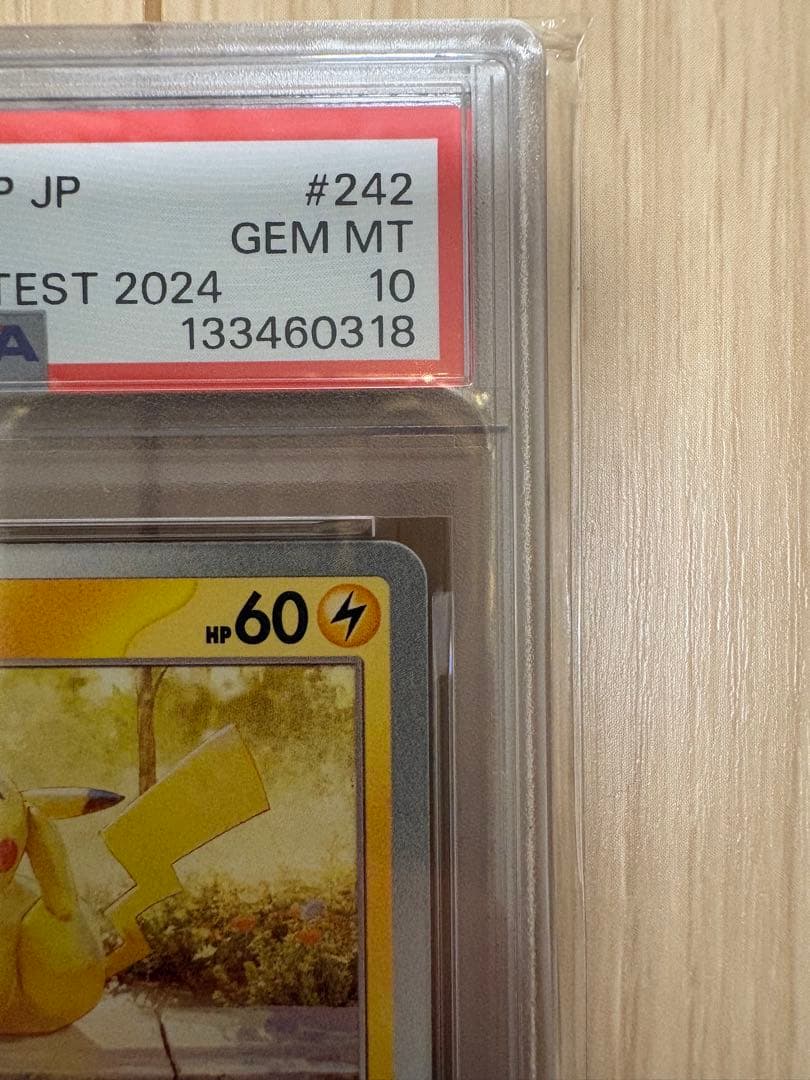 P JP #242
GEM MT
TEST 2024 10
A 133460318
HP60